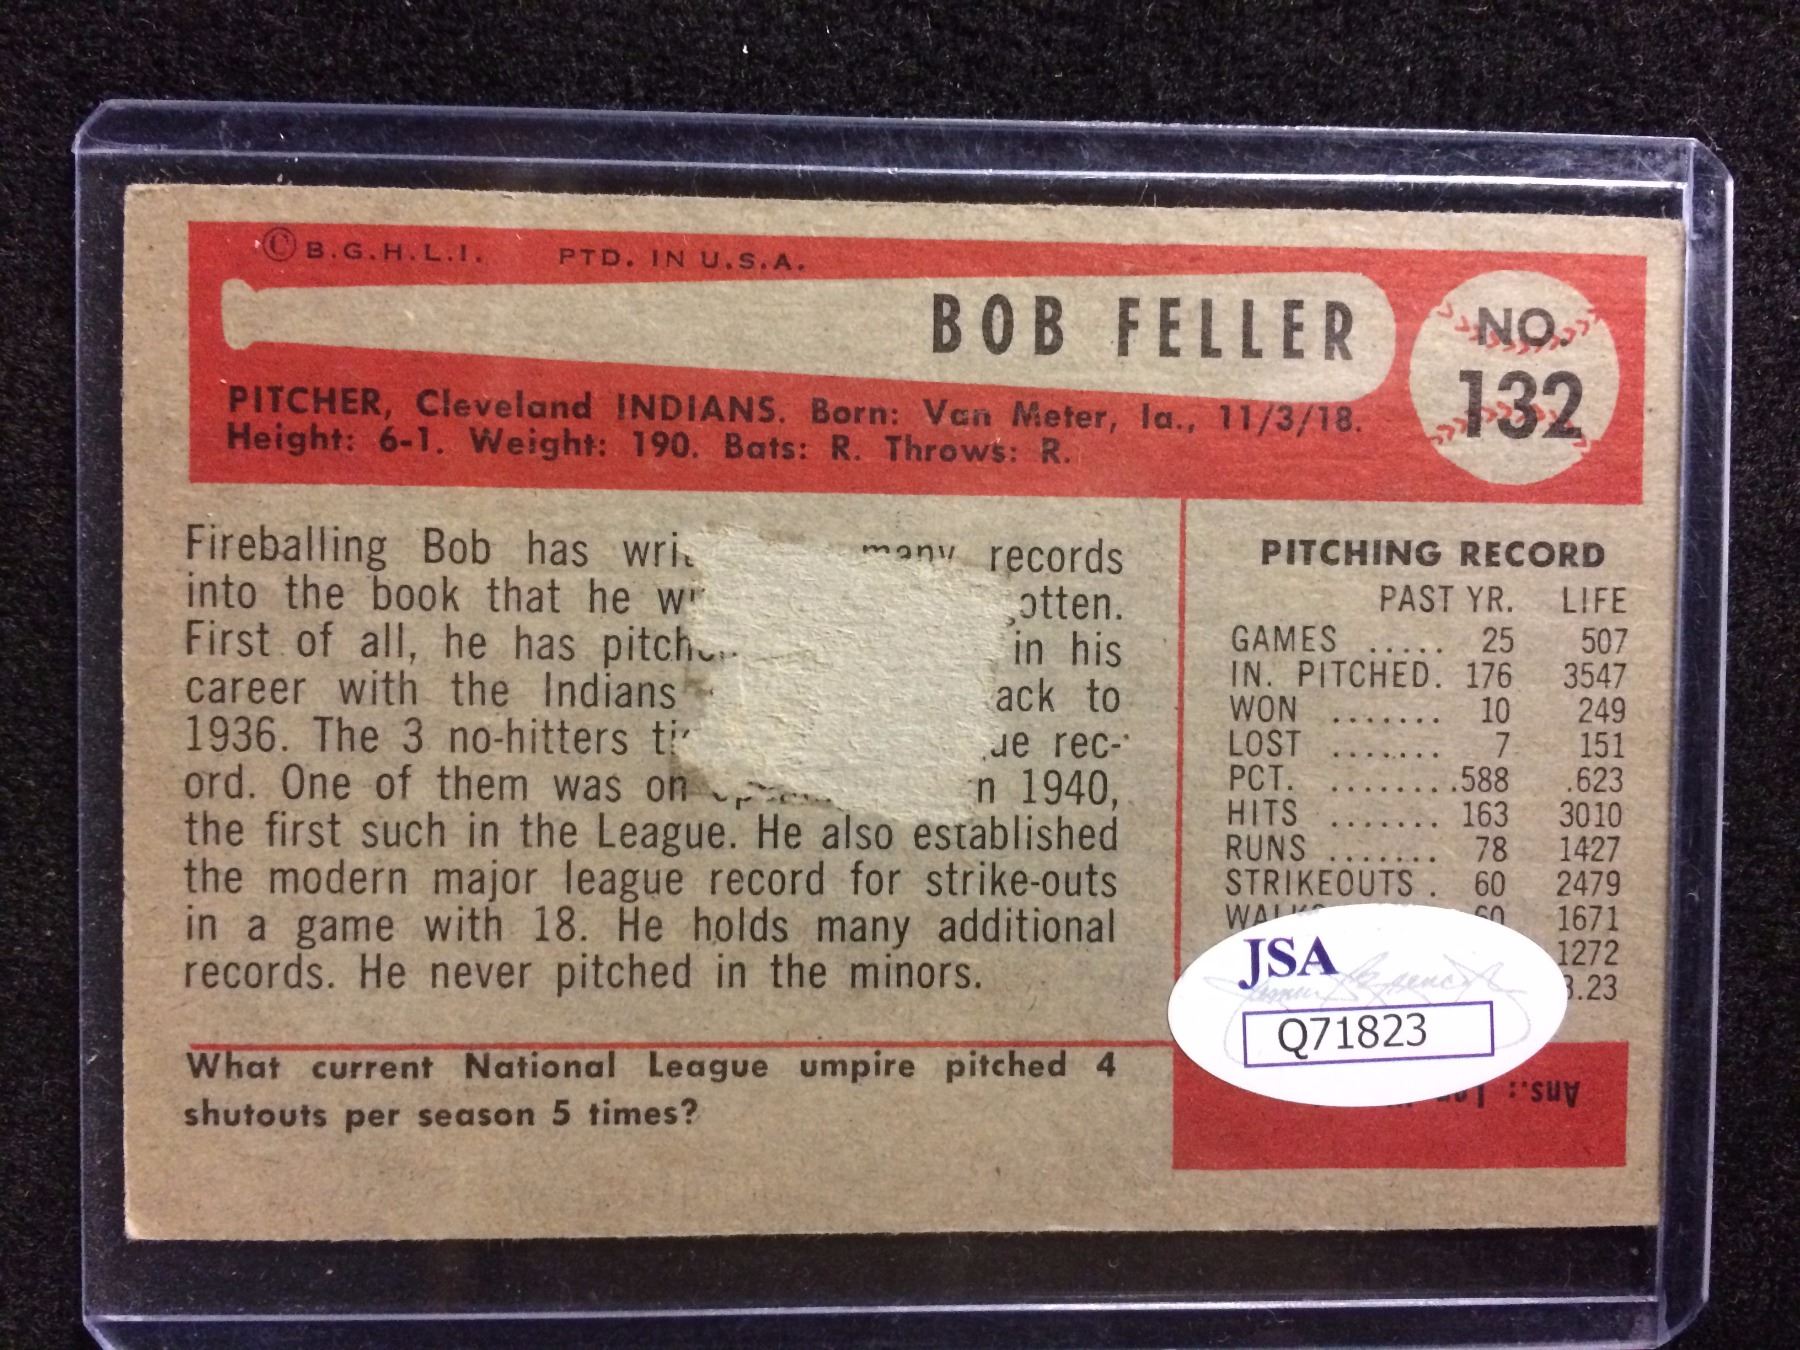 © B.G.H.L.I. PTD. IN U.S.A.
BOB FELLER
NO.
132
PITCHER, Cleveland INDIANS. Born: Van Meter, Ia., 11/3/18.
Height: 6-1. Weight: 190. Bats: R. Throws: R.
Fireballing Bob has many records
into the book that he
First of all, he has in his
career with the Indians to
1936. The 3 no-hitters rec-
ord. One of them was on 1940,
the first such in the League. He also established
the modern major league record for strike-outs
in a game with 18. He holds many additional
records. He never pitched in the minors.
What current National League umpire pitched 4
shutouts per season 5 times?
PITCHING RECORD
PAST YR. LIFE
GAMES ..... 25 507
IN. PITCHED. 176 3547
WON ....... 10 249
LOST ....... 7 151
PCT. ........ .588 .623
HITS ....... 163 3010
RUNS ....... 78 1427
STRIKEOUTS . 60 2479
WALKS 60 1671
1272
JSA
Q71823
Ans.: